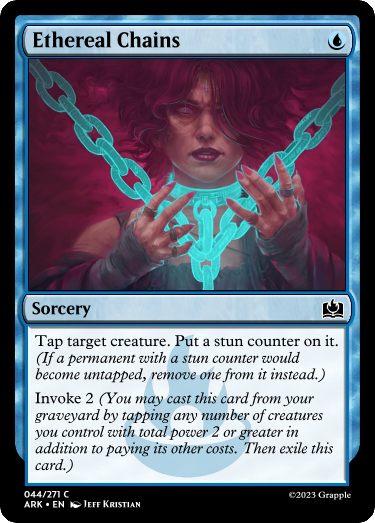 Ethereal Chains
Sorcery
Tap target creature. Put a stun counter on it.
(If a permanent with a stun counter would
become untapped, remove one from it instead.)
Invoke 2 (You may cast this card from your
graveyard by tapping any number of creatures
you control with total power 2 or greater in
addition to paying its other costs. Then exile this
card.)
044/271 C
ARK • EN Jeff Kristian
©2023 Grapple